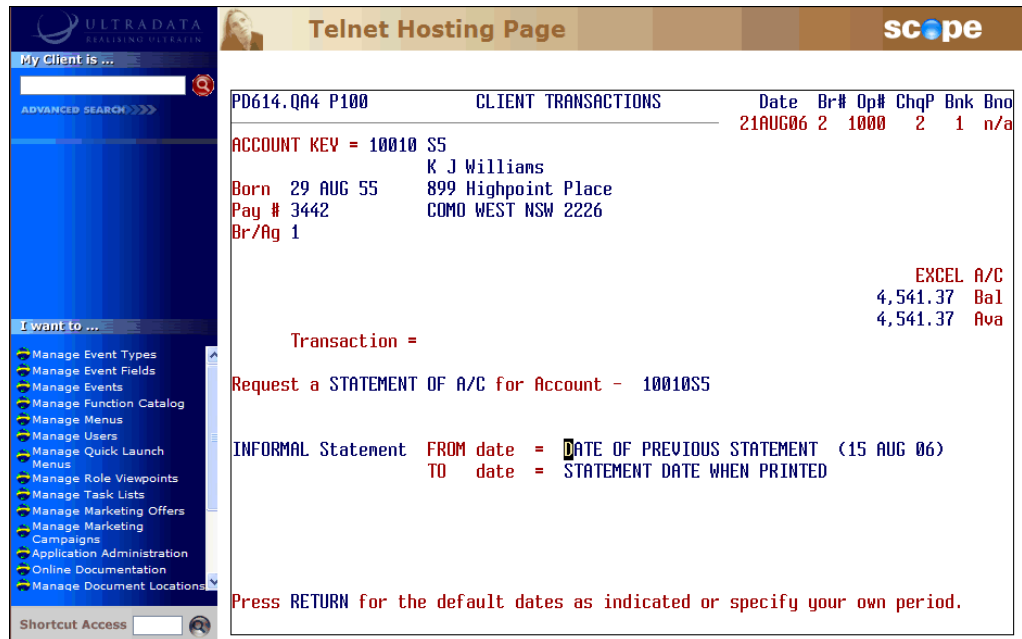 ULTRADATA
REALISING ULTRAFIN
Telnet Hosting Page
scope
My Client is ...
ADVANCED SEARCH
PD614.QA4 P100 CLIENT TRANSACTIONS Date Br# Op# ChqP Bnk Bno
21AUG06 2 1000 2 1 n/a
ACCOUNT KEY = 10010 S5
K J Williams
Born 29 AUG 55 899 Highpoint Place
Pay # 3442 COMO WEST NSW 2226
Br/Ag 1
EXCEL A/C
4,541.37 Bal
4,541.37 Ava
Transaction =
Request a STATEMENT OF A/C for Account - 10010S5
INFORMAL Statement FROM date = DATE OF PREVIOUS STATEMENT (15 AUG 06)
TO date = STATEMENT DATE WHEN PRINTED
Press RETURN for the default dates as indicated or specify your own period.
I want to ...
Manage Event Types
Manage Event Fields
Manage Events
Manage Function Catalog
Manage Menus
Manage Users
Manage Quick Launch
Menus
Manage Role Viewpoints
Manage Task Lists
Manage Marketing Offers
Manage Marketing
Campaigns
Application Administration
Online Documentation
Manage Document Locations
Shortcut Access